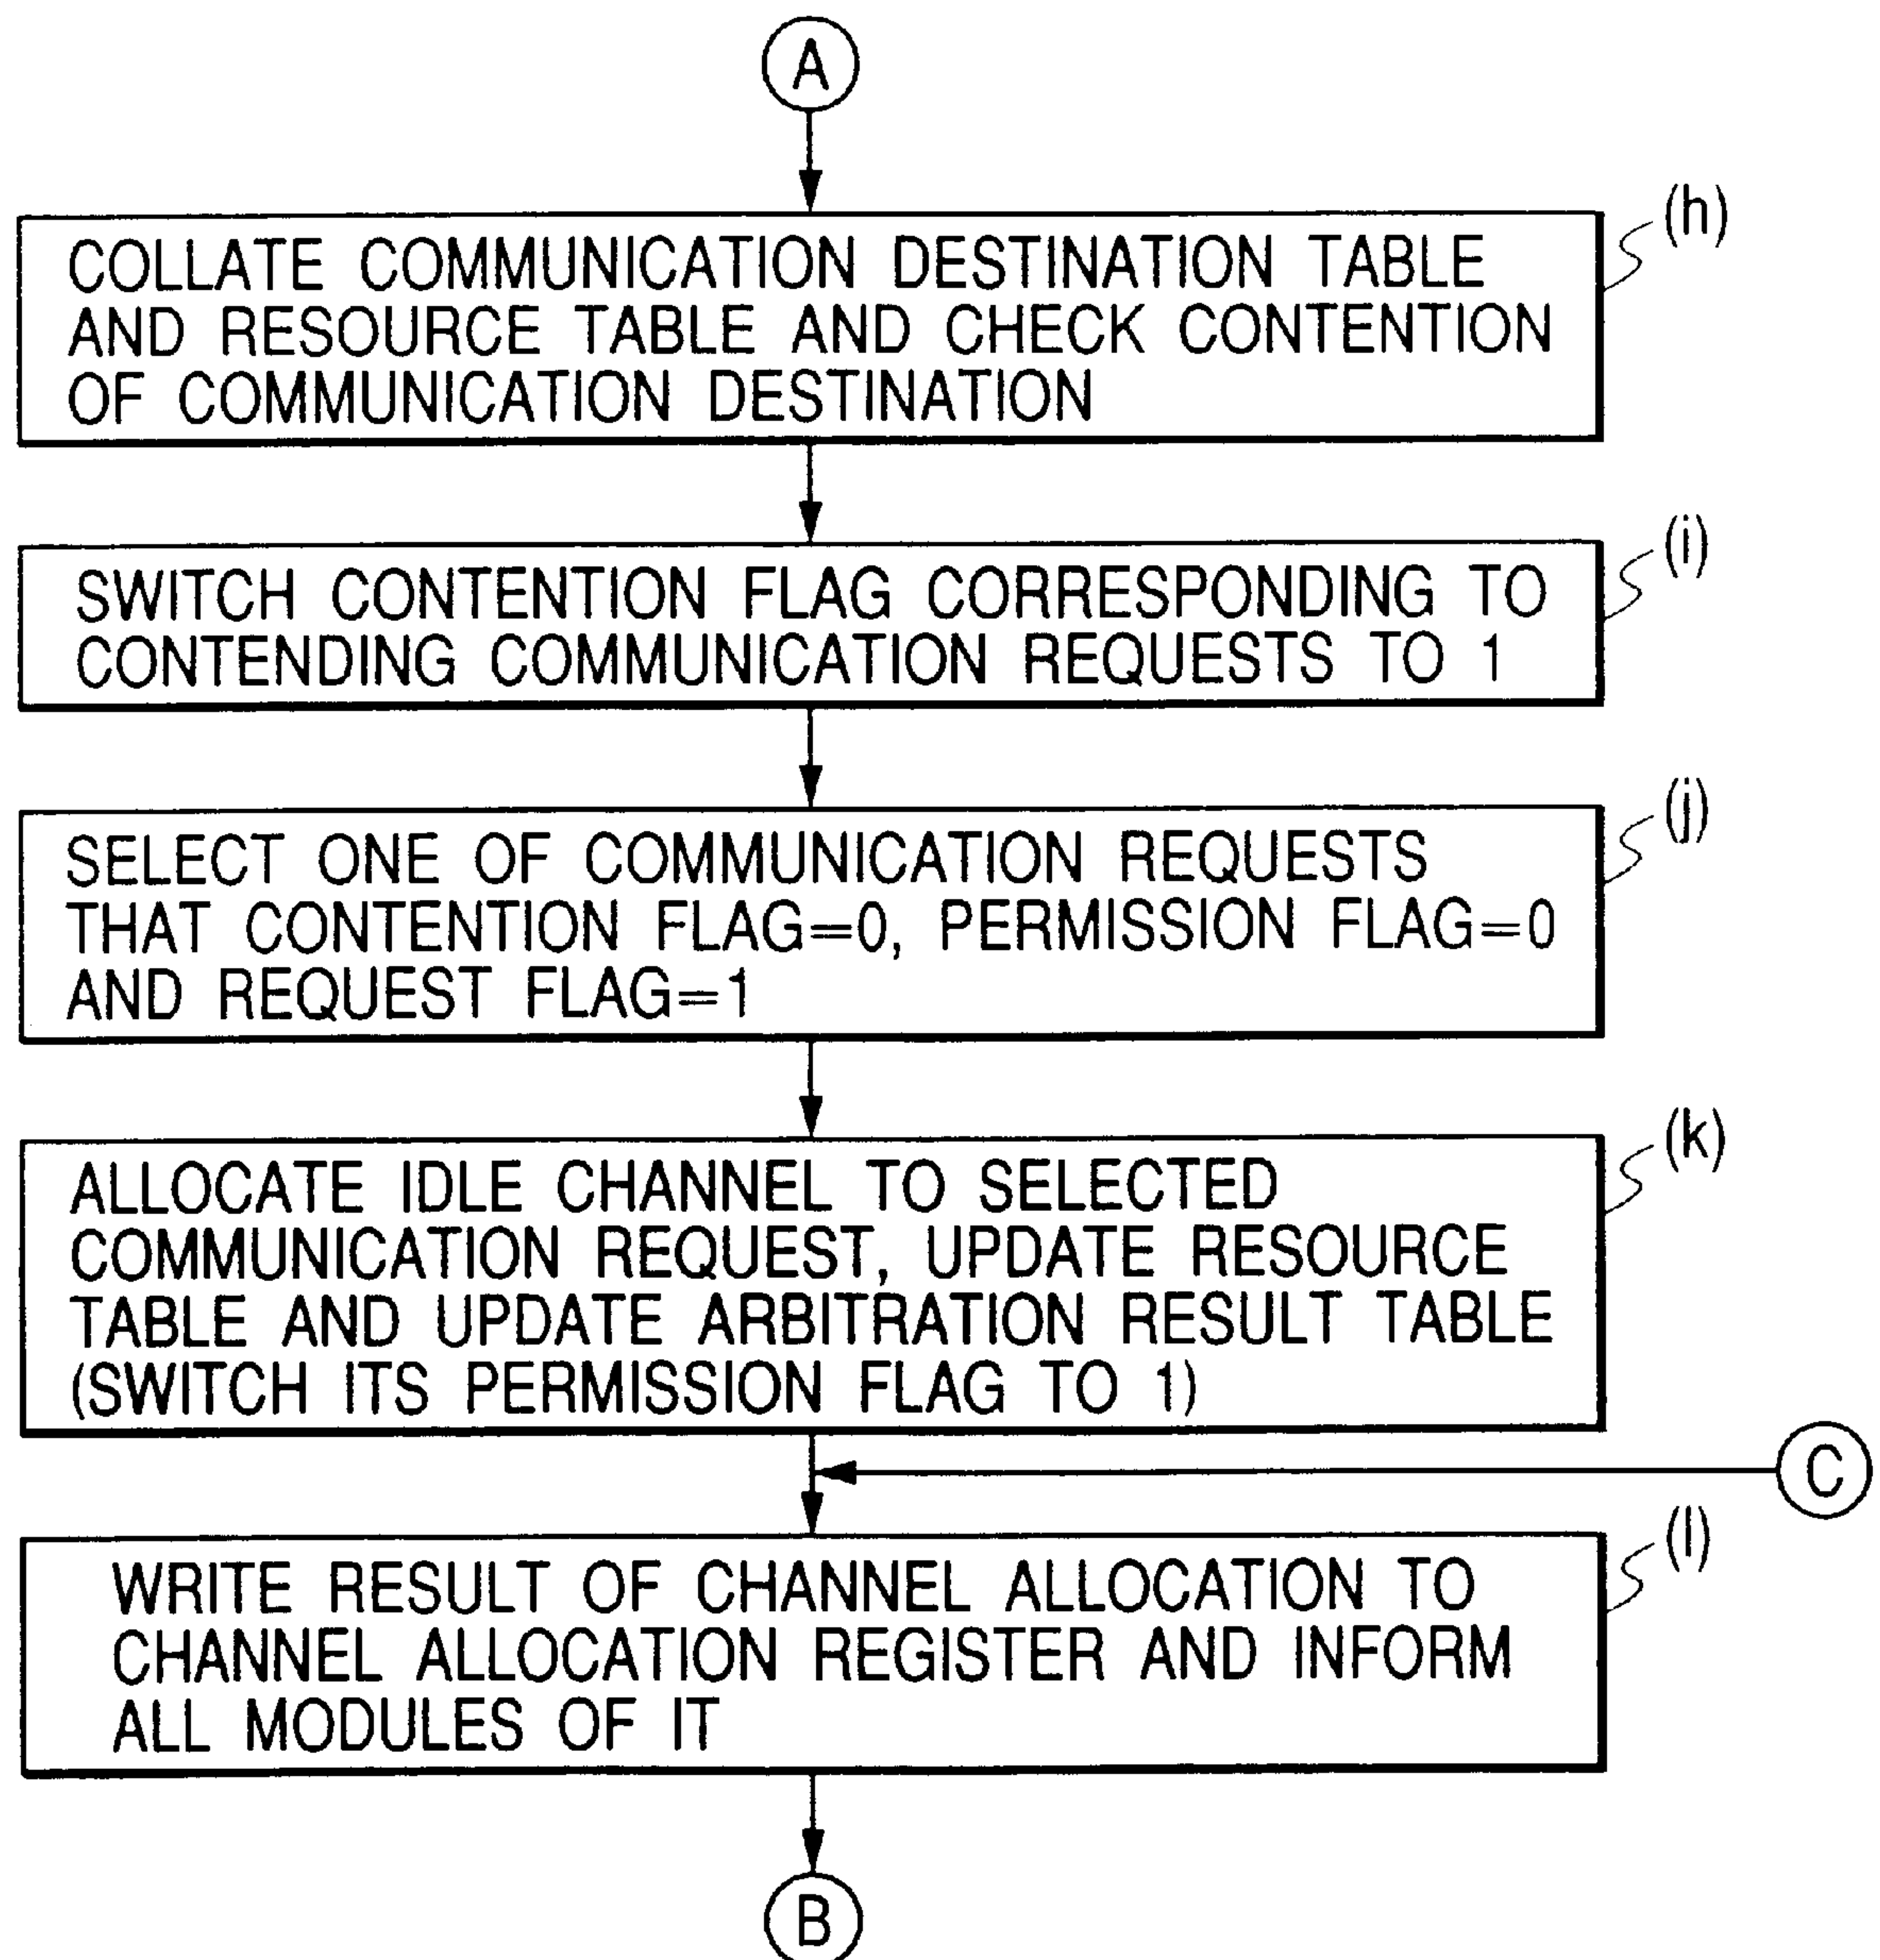 A
(h)
COLLATE COMMUNICATION DESTINATION TABLE
AND RESOURCE TABLE AND CHECK CONTENTION
OF COMMUNICATION DESTINATION
(i)
SWITCH CONTENTION FLAG CORRESPONDING TO
CONTENDING COMMUNICATION REQUESTS TO 1
(j)
SELECT ONE OF COMMUNICATION REQUESTS
THAT CONTENTION FLAG=0, PERMISSION FLAG=0
AND REQUEST FLAG=1
(k)
ALLOCATE IDLE CHANNEL TO SELECTED
COMMUNICATION REQUEST, UPDATE RESOURCE
TABLE AND UPDATE ARBITRATION RESULT TABLE
(SWITCH ITS PERMISSION FLAG TO 1)
C
(l)
WRITE RESULT OF CHANNEL ALLOCATION TO
CHANNEL ALLOCATION REGISTER AND INFORM
ALL MODULES OF IT
B